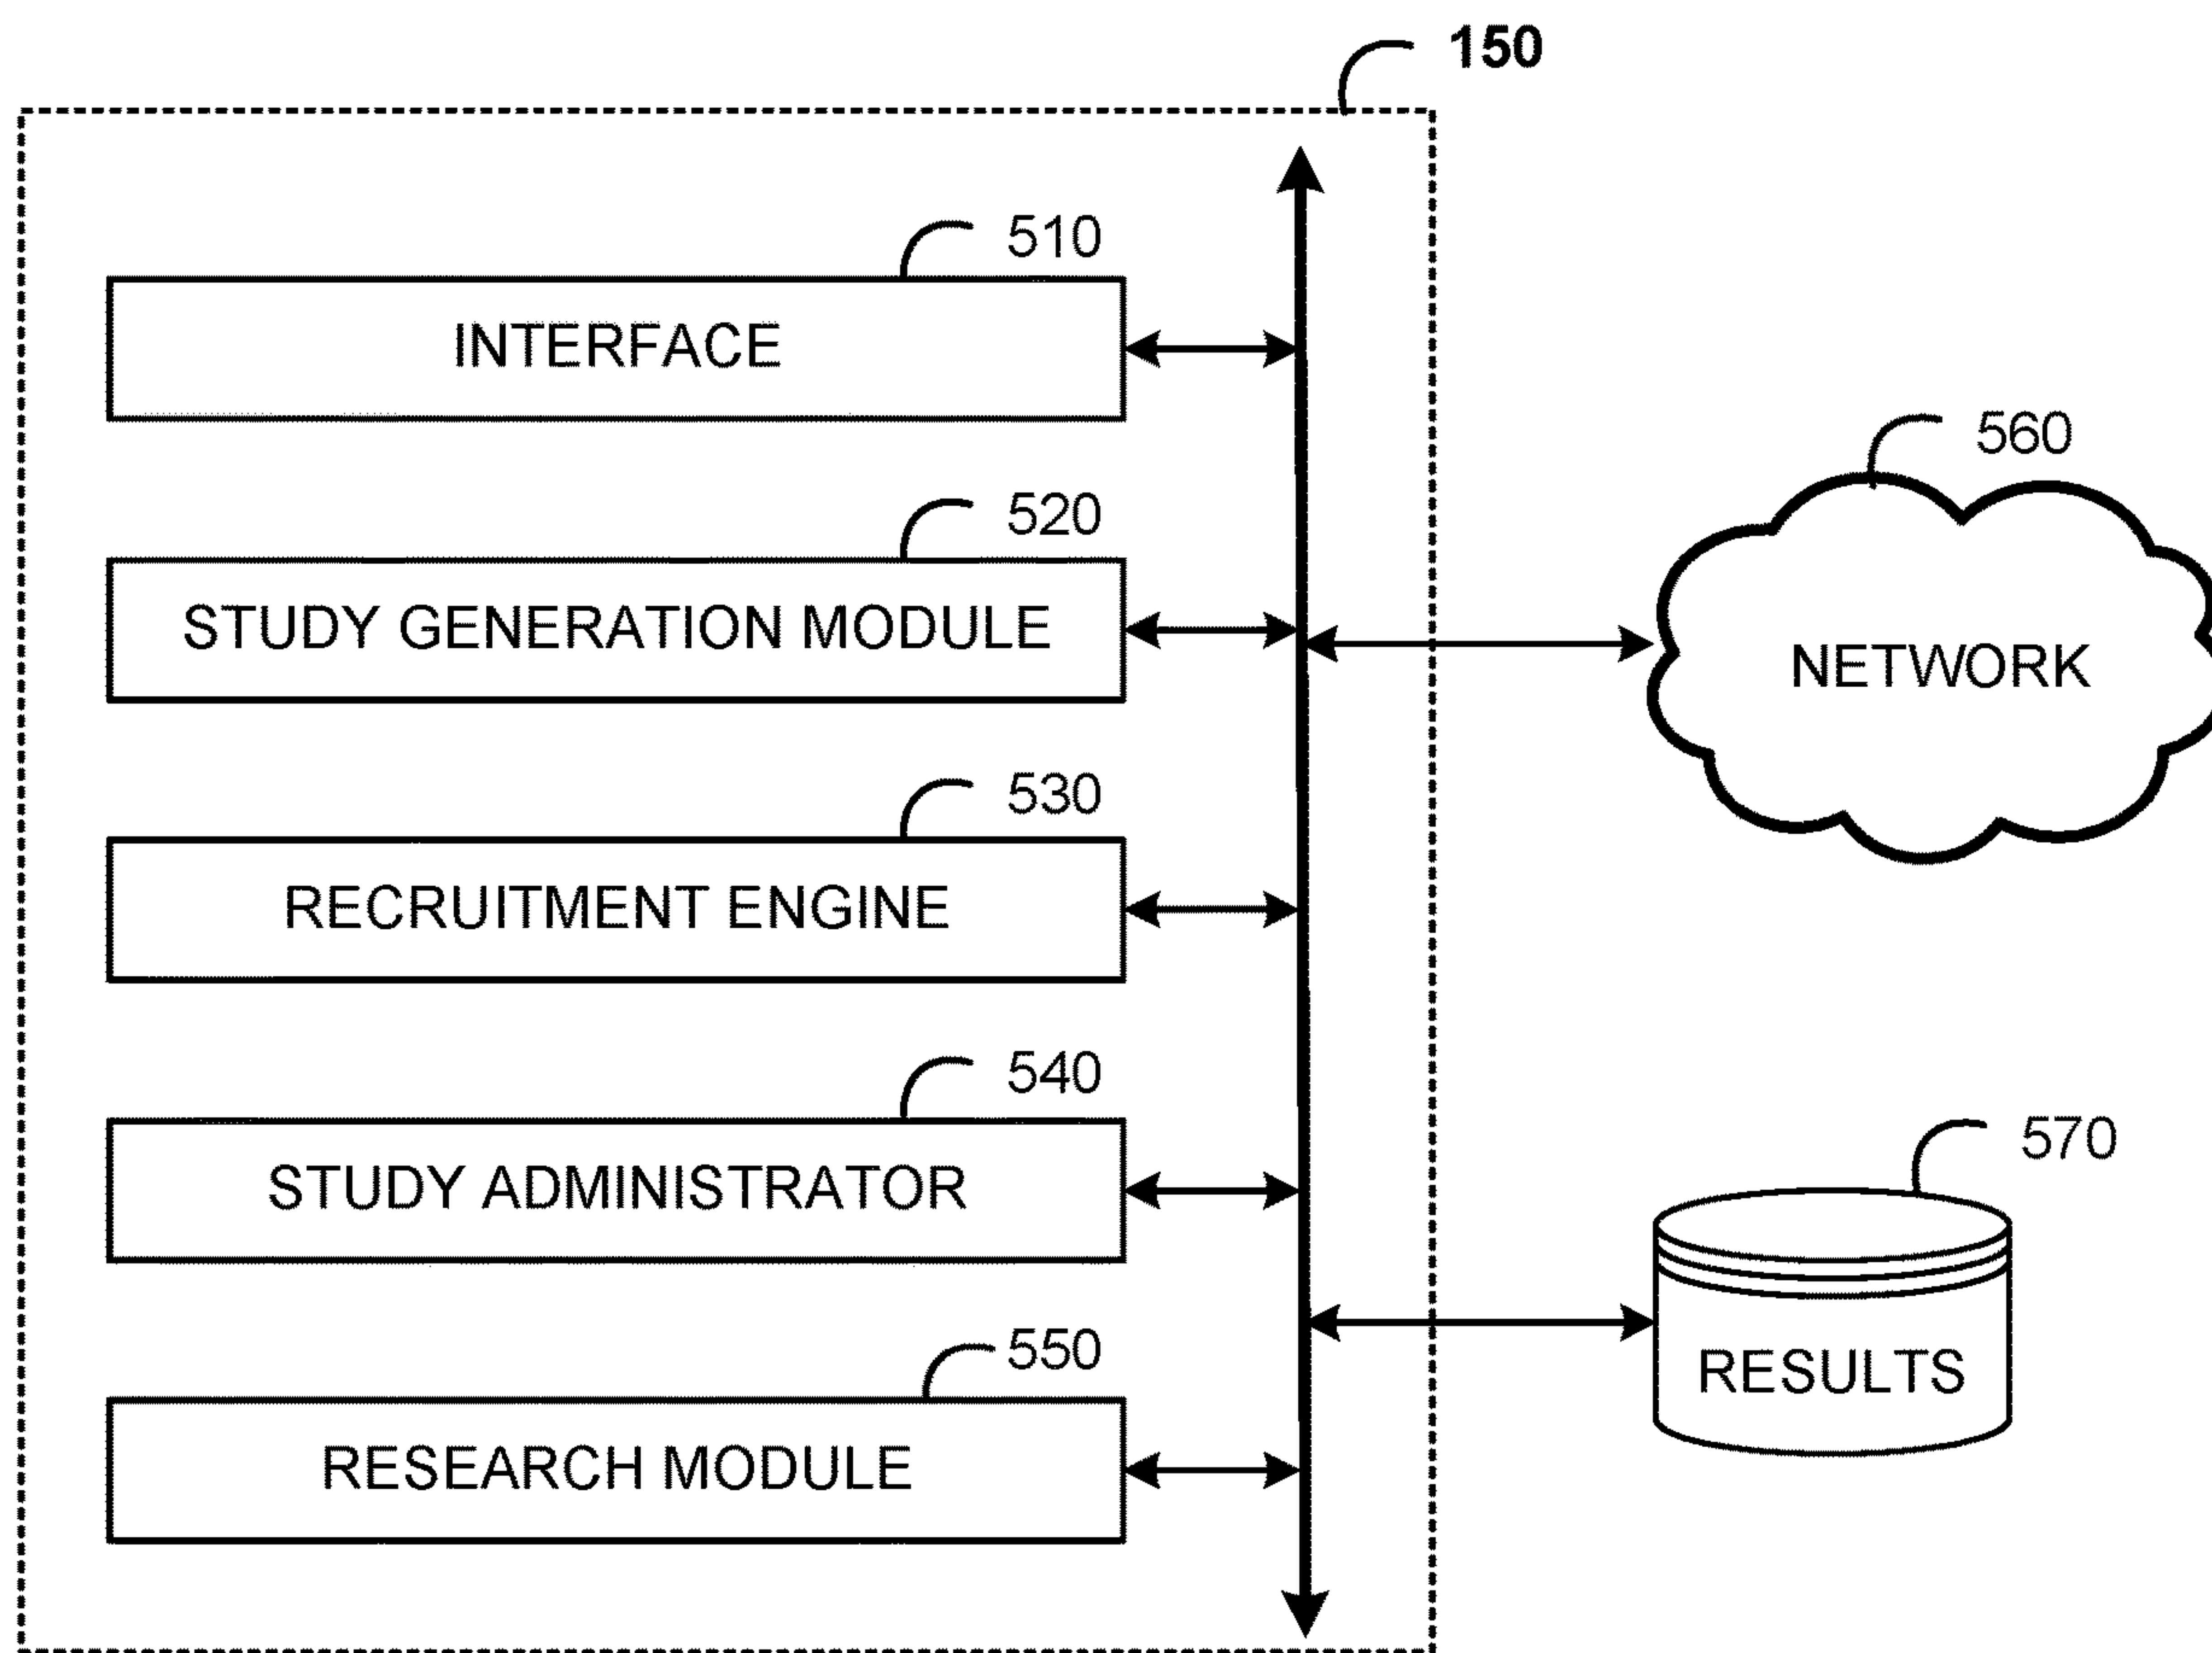 150
510
INTERFACE
520
STUDY GENERATION MODULE
530
RECRUITMENT ENGINE
540
STUDY ADMINISTRATOR
550
RESEARCH MODULE
560
NETWORK
570
RESULTS